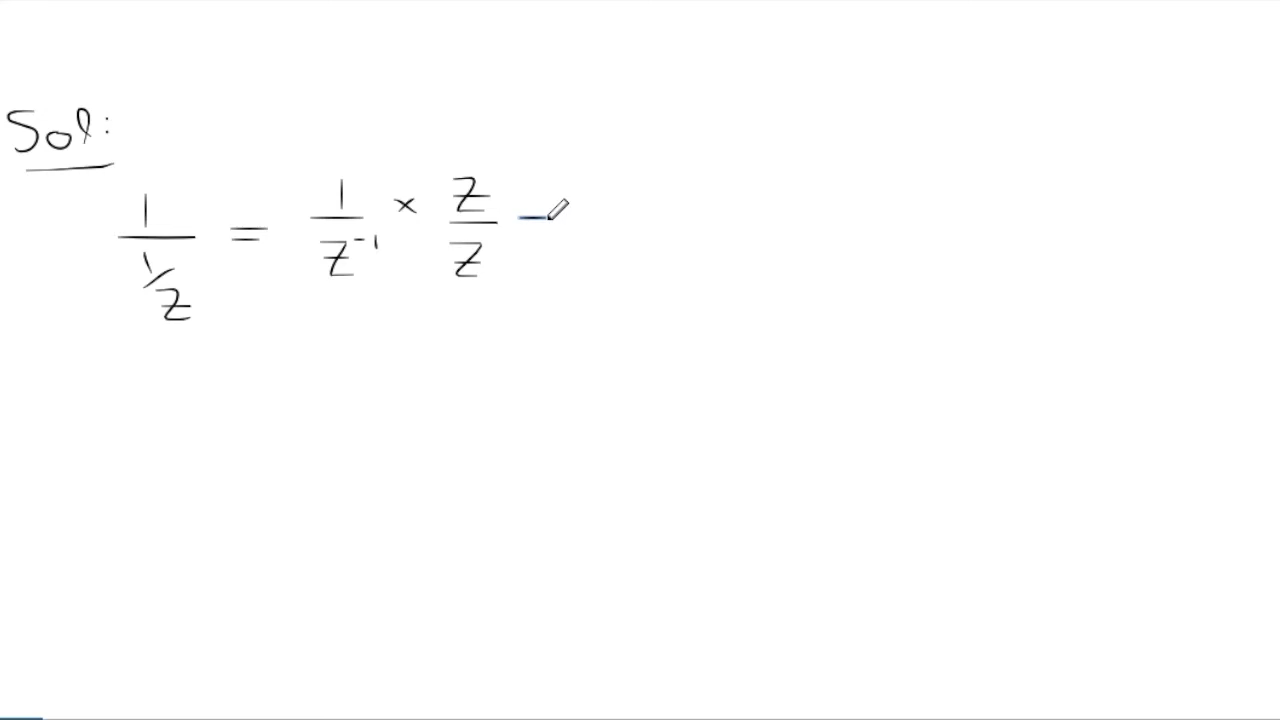 Sol:
1/(1/z) = 1/z⁻¹ × z/z −